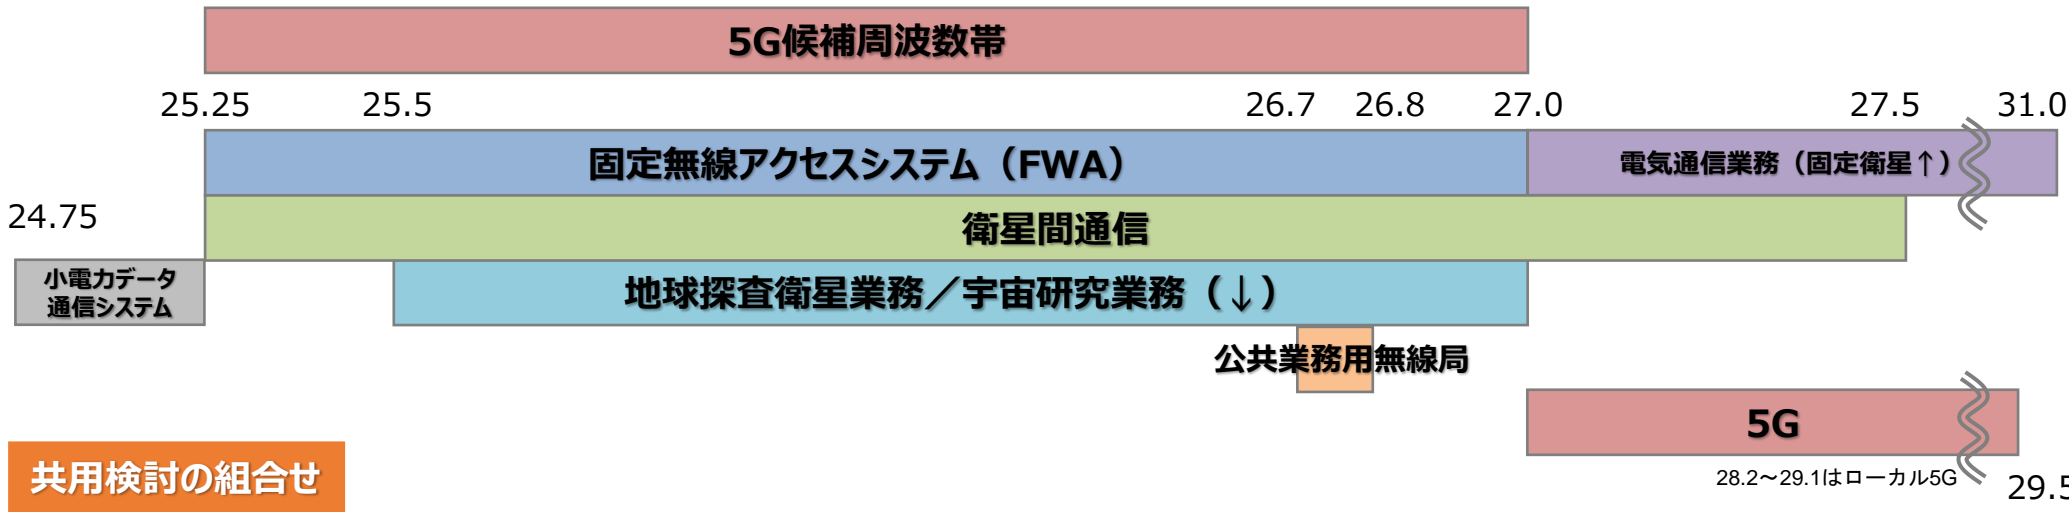 5G候補周波数帯
25.25 25.5 26.7 26.8 27.0 27.5 31.0
固定無線アクセスシステム（FWA） 電気通信業務（固定衛星↑）
24.75
衛星間通信
小電力データ
通信システム
地球探査衛星業務／宇宙研究業務（↓）
公共業務用無線局
5G
28.2～29.1はローカル5G
29.5
共用検討の組合せ